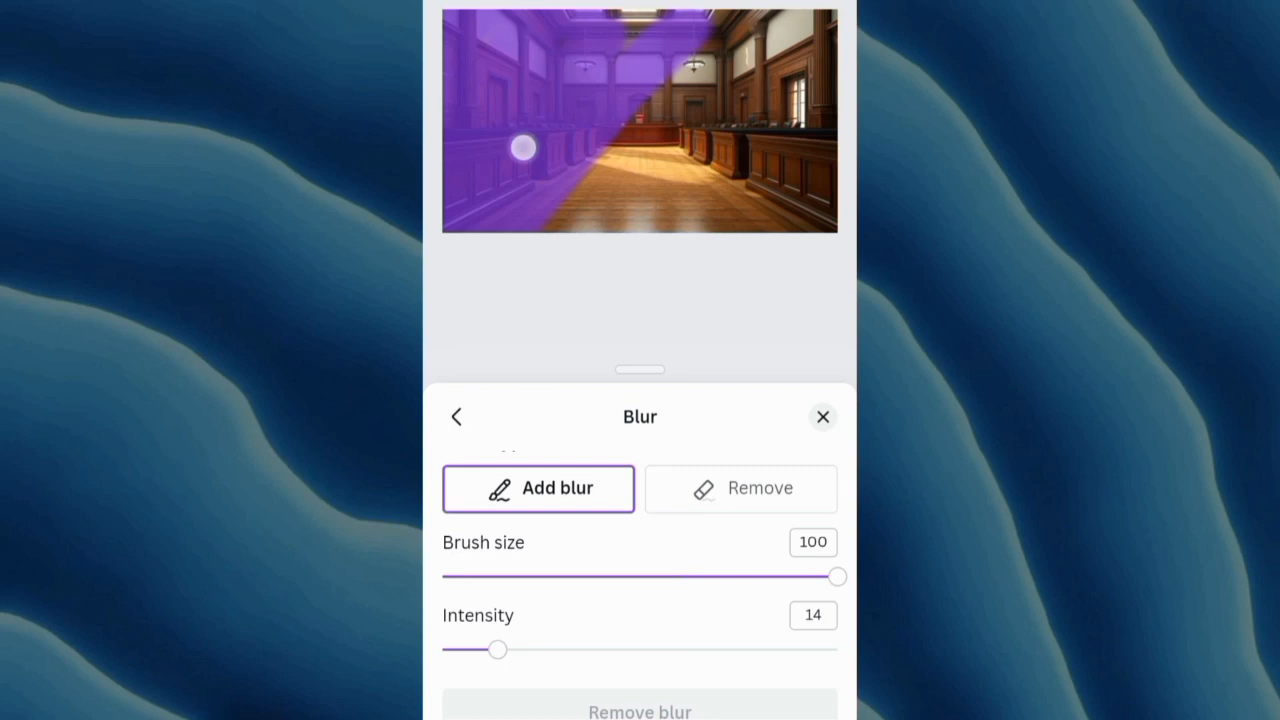 Blur
Add blur
Remove
Brush size
100
Intensity
14
Remove blur